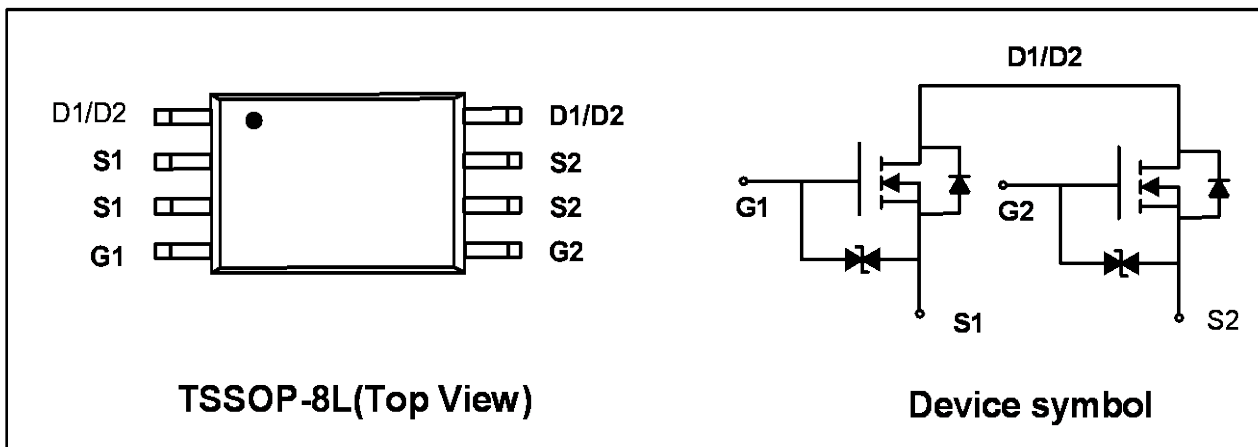 D1/D2
S1
S1
G1
D1/D2
S2
S2
G2
TSSOP-8L(Top View)
D1/D2
G1
G2
S1
S2
Device symbol